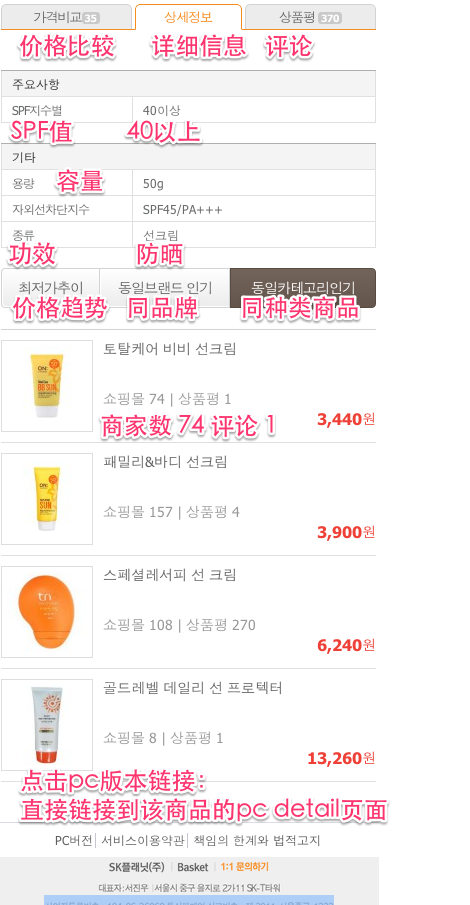 가격비교 35 상세정보 상품평 370
价格比较 详细信息 评论
주요사항
SPF지수별 40이상
SPF值 40以上
기타
용량 50g
容量
자외선차단지수 SPF45/PA+++
종류 선크림
功效 防晒
최저가추이 동일브랜드 인기 동일카테고리인기
价格趋势 同品牌 同种类商品
토탈케어 비비 선크림
쇼핑몰 74 | 상품평 1
3,440원
商家数 74 评论 1
패밀리&바디 선크림
쇼핑몰 157 | 상품평 4
3,900원
스페셜레서피 선 크림
쇼핑몰 108 | 상품평 270
6,240원
골드레벨 데일리 선 프로텍터
쇼핑몰 8 | 상품평 1
13,260원
点击pc版本链接：
直接链接到该商品的pc detail页面
PC버전 서비스이용약관 책임의 한계와 법적고지
SK플래닛(주) Basket 1:1 문의하기
대표자 : 서진우 서울시 중구 을지로 2가11 SK-T타워